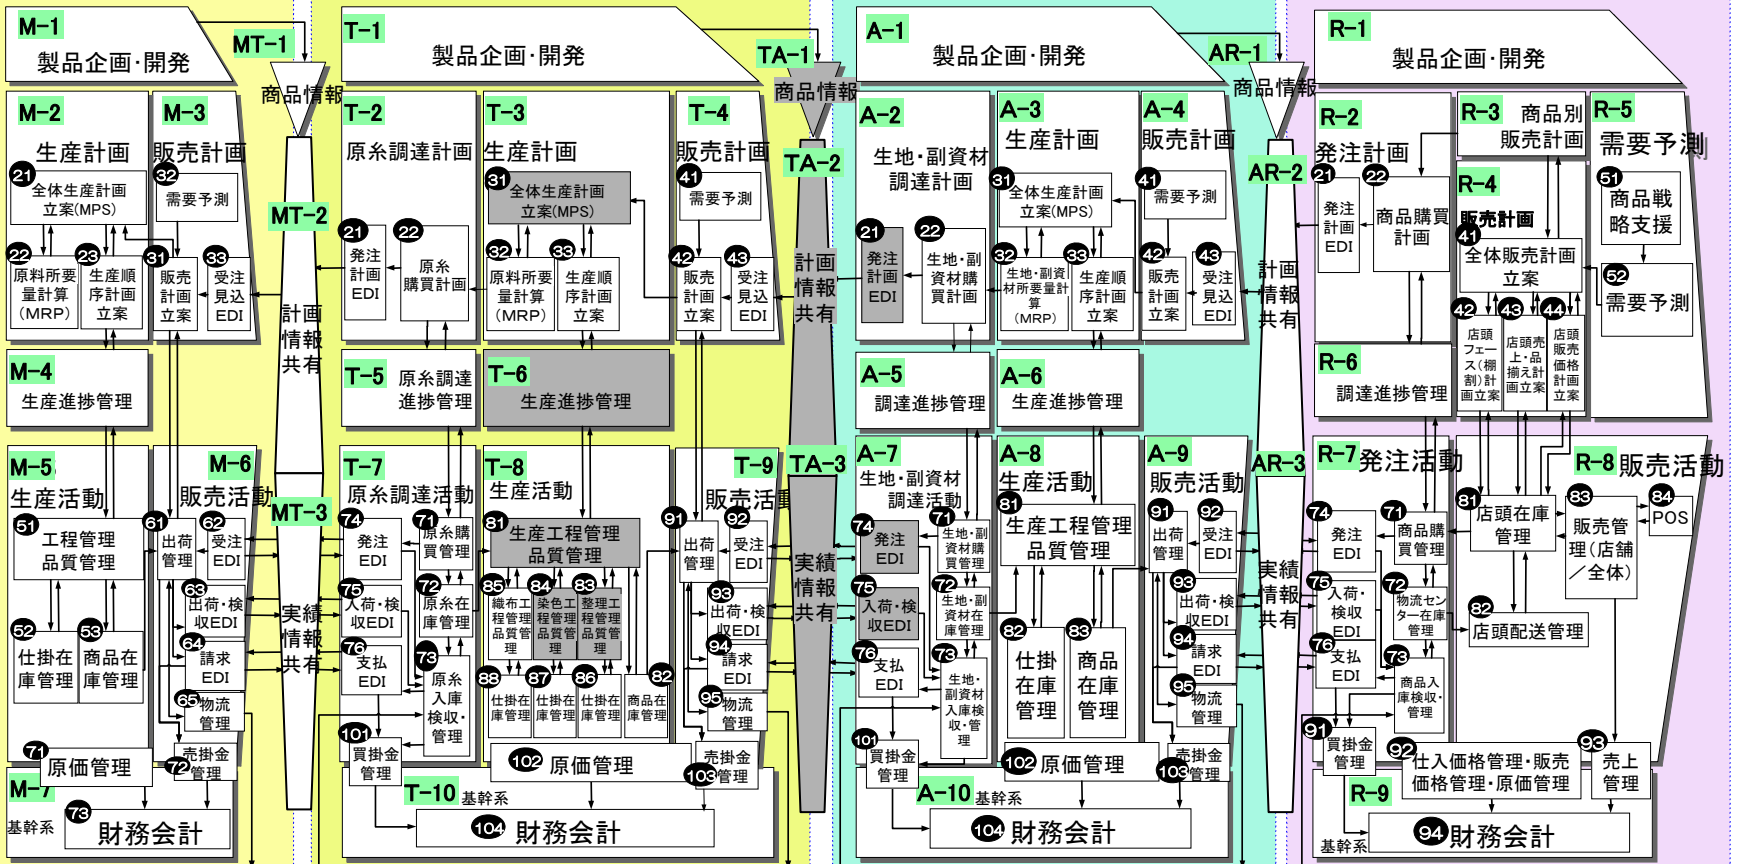 M-1
製品企画・開発
MT-1
商品情報
M-2
生産計画
21
全体生産計画
立案(MPS)
22
原料所要
量計算
(MRP)
23
生産順
序計画
立案
M-3
販売計画
32
需要予測
31
販売
計画
立案
33
受注
見込
EDI
MT-2
計画
情報
共有
M-4
生産進捗管理
M-5
生産活動
51
工程管理
品質管理
52
仕掛在
庫管理
53
商品在
庫管理
M-6
販売活動
61
出荷
管理
62
受注
EDI
63
出荷・検
収EDI
64
請求
EDI
65
物流
管理
MT-3
実績
情報
共有
71
原価管理
72
売掛金
管理
M-7
基幹系
73
財務会計
T-1
製品企画・開発
TA-1
商品情報
T-2
原糸調達計画
21
発注
計画
EDI
22
原糸
購買計画
T-3
生産計画
31
全体生産計画
立案(MPS)
32
原料所要
量計算
(MRP)
33
生産順
序計画
立案
T-4
販売計画
41
需要予測
42
販売
計画
立案
43
受注
見込
EDI
TA-2
計画
情報
共有
T-5
原糸調達
進捗管理
T-6
生産進捗管理
T-7
原糸調達活動
74
発注
EDI
71
原糸購
買管理
75
入荷・検
収EDI
72
原糸在
庫管理
76
支払
EDI
73
原糸
入庫
検収・
管理
T-8
生産活動
81
生産工程管理
品質管理
85
織布工
程管理
品質管
理
84
染色工
程管理
品質管
理
83
整理工
程管理
品質管
理
88
仕掛在
庫管理
87
仕掛在
庫管理
86
仕掛在
庫管理
82
商品在
庫管理
T-9
販売活動
91
出荷
管理
92
受注
EDI
93
出荷・検
収EDI
94
請求
EDI
95
物流
管理
TA-3
実績
情報
共有
101
買掛金
管理
102
原価管理
103
売掛金
管理
T-10
基幹系
104
財務会計
A-1
製品企画・開発
AR-1
商品情報
A-2
生地・副資材
調達計画
21
発注
計画
EDI
22
生地・副
資材購
買計画
A-3
生産計画
31
全体生産計画
立案(MPS)
32
生地・副資
材所要量計
算
(MRP)
33
生産順
序計画
立案
A-4
販売計画
41
需要予測
42
販売
計画
立案
43
受注
見込
EDI
AR-2
計画
情報
共有
A-5
調達進捗管理
A-6
生産進捗管理
A-7
生地・副資材
調達活動
74
発注
EDI
71
生地・副
資材購
買管理
75
入荷・検
収EDI
72
生地・副
資材在
庫管理
76
支払
EDI
73
生地・
副資材
入庫検
収・管
理
A-8
生産活動
81
生産工程管理
品質管理
82
仕掛
在庫
管理
83
商品
在庫
管理
A-9
販売活動
91
出荷
管理
92
受注
EDI
93
出荷・検
収EDI
94
請求
EDI
95
物流
管理
AR-3
実績
情報
共有
101
買掛金
管理
102
原価管理
103
売掛金
管理
A-10
基幹系
104
財務会計
R-1
製品企画・開発
R-2
発注計画
21
発注
計画
EDI
22
商品購買
計画
R-3
商品別
販売計画
R-4
販売計画
41
全体販売計画
立案
42
店頭
フェー
ス(棚
割)計
画立案
43
店頭売
上・品
揃え計
画立案
44
店頭
販売
価格
計画
立案
R-5
需要予測
51
商品戦
略支援
52
需要予測
R-6
調達進捗管理
R-7
発注活動
74
発注
EDI
71
商品購
買管理
75
入荷・
検収
EDI
72
物流セン
ター在庫
管理
76
支払
EDI
73
商品入
庫検収・
管理
R-8
販売活動
81
店頭在庫
管理
83
販売管
理(店舗
/全体)
84
POS
82
店頭配送管理
91
買掛金
管理
92
仕入価格管理・販売
価格管理・原価管理
93
売上
管理
R-9
基幹系
94
財務会計